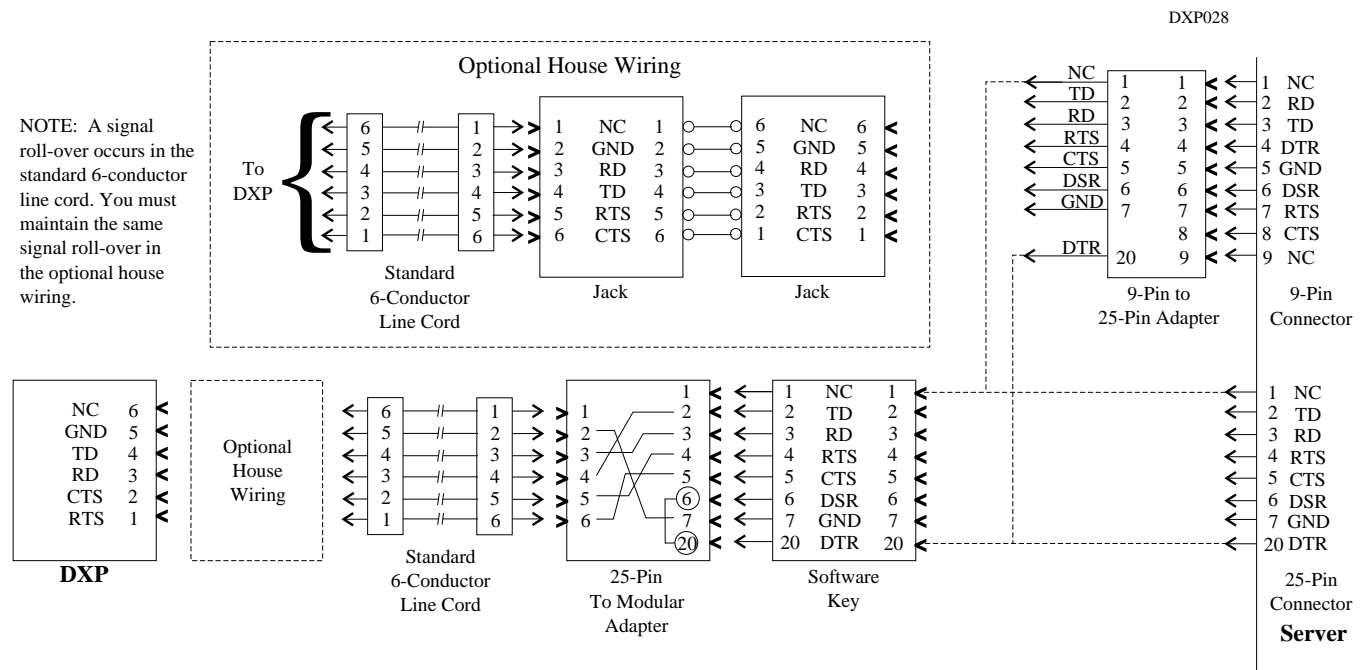 DXP028
Optional House Wiring
NOTE: A signal
roll-over occurs in the
standard 6-conductor
line cord. You must
maintain the same
signal roll-over in
the optional house
wiring.
To
DXP
6 1 1 NC 1 6 NC 6
5 2 2 GND 2 5 GND 5
4 3 3 RD 3 4 RD 4
3 4 4 TD 4 3 TD 3
2 5 5 RTS 5 2 RTS 2
1 6 6 CTS 6 1 CTS 1
Standard
6-Conductor
Line Cord
Jack
Jack
NC 1 1 1 NC
TD 2 2 2 RD
RD 3 3 3 TD
RTS 4 4 4 DTR
CTS 5 5 5 GND
DSR 6 6 6 DSR
GND 7 7 7 RTS
8 8 CTS
DTR 20 9 9 NC
9-Pin to
25-Pin Adapter
9-Pin
Connector
NC 6
GND 5
TD 4
RD 3
CTS 2
RTS 1
DXP
Optional
House
Wiring
6 1
5 2
4 3
3 4
2 5
1 6
Standard
6-Conductor
Line Cord
1
1 2
2 3
3 4
4 5
5 6
6 7
20
25-Pin
To Modular
Adapter
1 NC 1
2 TD 2
3 RD 3
4 RTS 4
5 CTS 5
6 DSR 6
7 GND 7
20 DTR 20
Software
Key
1 NC
2 TD
3 RD
4 RTS
5 CTS
6 DSR
7 GND
20 DTR
25-Pin
Connector
Server